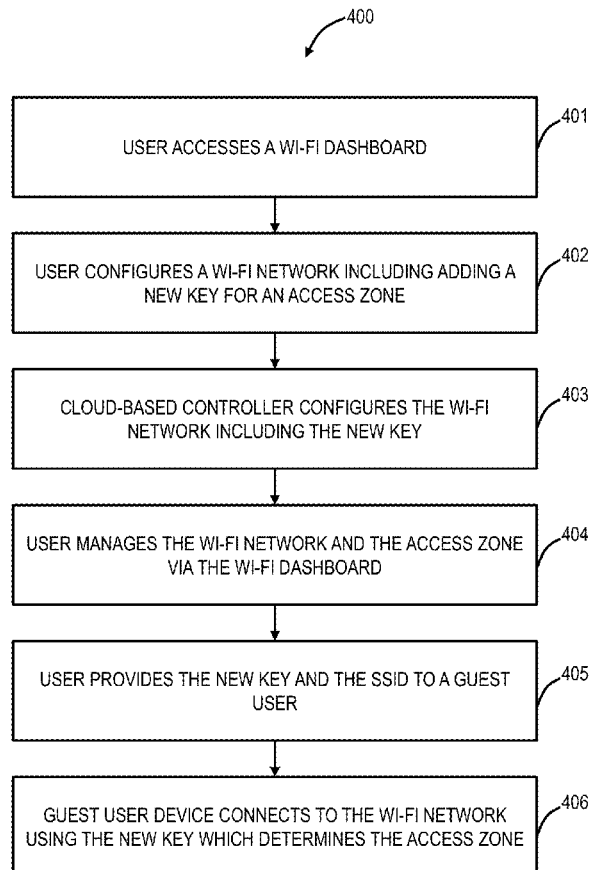 400
USER ACCESSES A WI-FI DASHBOARD
401
USER CONFIGURES A WI-FI NETWORK INCLUDING ADDING A
NEW KEY FOR AN ACCESS ZONE
402
CLOUD-BASED CONTROLLER CONFIGURES THE WI-FI
NETWORK INCLUDING THE NEW KEY
403
USER MANAGES THE WI-FI NETWORK AND THE ACCESS ZONE
VIA THE WI-FI DASHBOARD
404
USER PROVIDES THE NEW KEY AND THE SSID TO A GUEST
USER
405
GUEST USER DEVICE CONNECTS TO THE WI-FI NETWORK
USING THE NEW KEY WHICH DETERMINES THE ACCESS ZONE
406